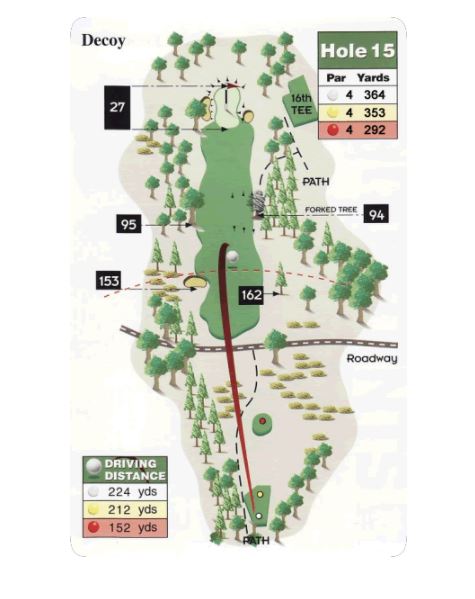 Decoy
Hole 15
Par Yards
4 364
4 353
4 292
27
16th
TEE
PATH
FORKED TREE
94
95
153
162
Roadway
DRIVING
DISTANCE
224 yds
212 yds
152 yds
PATH